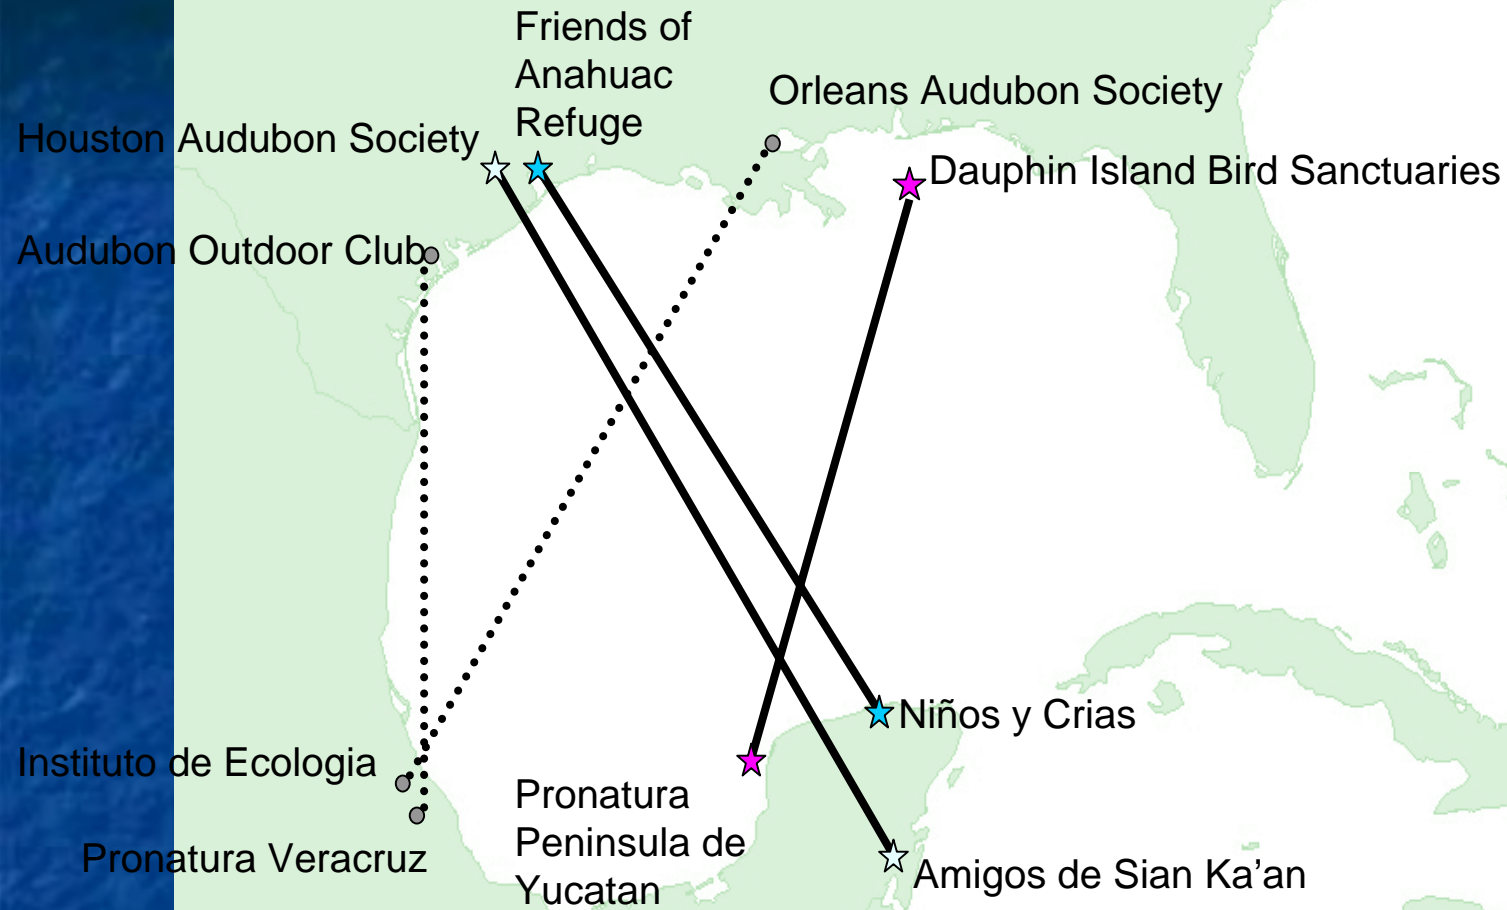 Friends of
Anahuac
Refuge
Orleans Audubon Society
Houston Audubon Society
Dauphin Island Bird Sanctuaries
Audubon Outdoor Club
Niños y Crias
Instituto de Ecologia
Pronatura
Peninsula de
Yucatan
Pronatura Veracruz
Amigos de Sian Ka’an